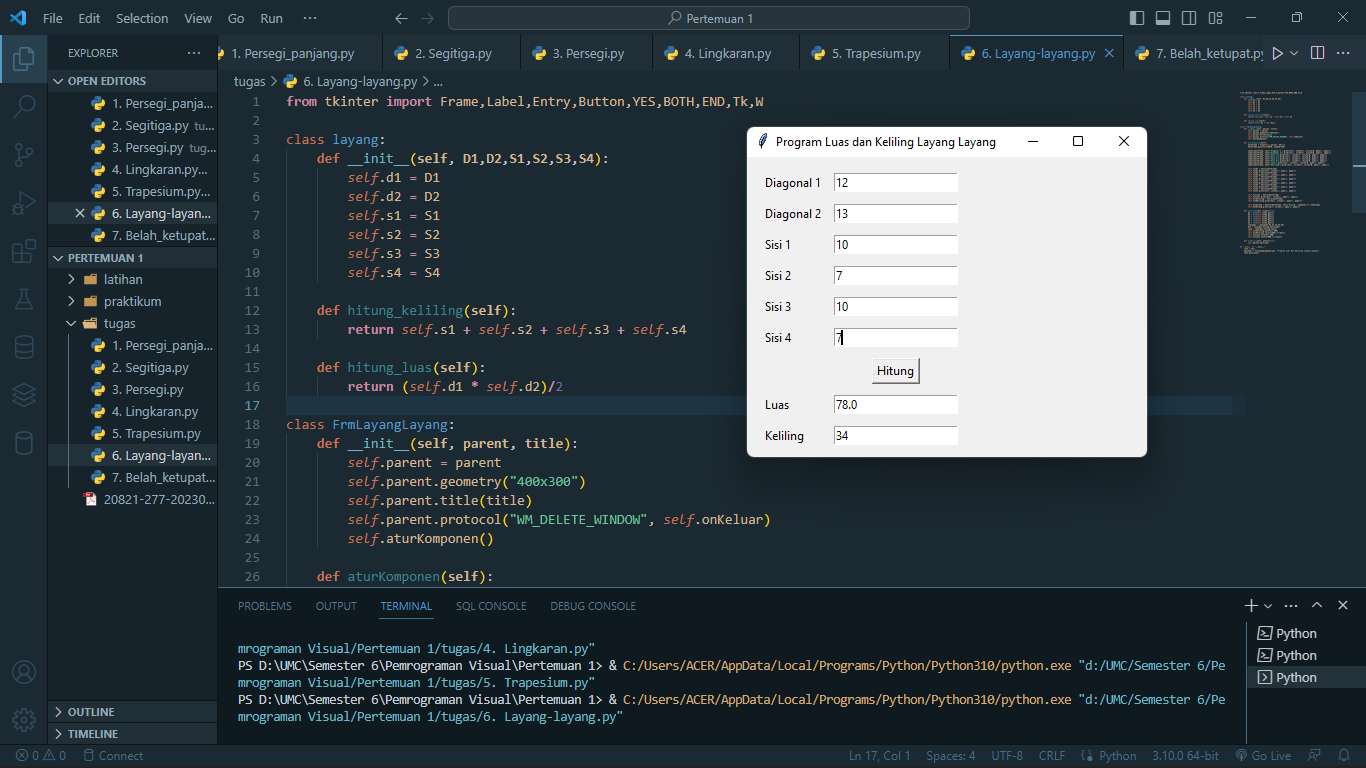 File Edit Selection View Go Run ··· Pertemuan 1
EXPLORER ···
OPEN EDITORS
1. Persegi_panja...
2. Segitiga.py tu...
3. Persegi.py tug...
4. Lingkaran.py...
5. Trapesium.py...
6. Layang-layan...
7. Belah_ketupat...
PERTEMUAN 1
latihan
praktikum
tugas
1. Persegi_panja...
2. Segitiga.py
3. Persegi.py
4. Lingkaran.py
5. Trapesium.py
6. Layang-layan...
7. Belah_ketupat...
20821-277-20230...
OUTLINE
TIMELINE
1. Persegi_panjang.py 2. Segitiga.py 3. Persegi.py 4. Lingkaran.py 5. Trapesium.py 6. Layang-layang.py 7. Belah_ketupat.py
tugas > 6. Layang-layang.py > ...
1 from tkinter import Frame,Label,Entry,Button,YES,BOTH,END,Tk,W
2
3 class layang:
4 def __init__(self, D1,D2,S1,S2,S3,S4):
5 self.d1 = D1
6 self.d2 = D2
7 self.s1 = S1
8 self.s2 = S2
9 self.s3 = S3
10 self.s4 = S4
11
12 def hitung_keliling(self):
13 return self.s1 + self.s2 + self.s3 + self.s4
14
15 def hitung_luas(self):
16 return (self.d1 * self.d2)/2
17
18 class FrmLayangLayang:
19 def __init__(self, parent, title):
20 self.parent = parent
21 self.parent.geometry("400x300")
22 self.parent.title(title)
23 self.parent.protocol("WM_DELETE_WINDOW", self.onKeluar)
24 self.aturKomponen()
25
26 def aturKomponen(self):
Program Luas dan Keliling Layang Layang
Diagonal 1 12
Diagonal 2 13
Sisi 1 10
Sisi 2 7
Sisi 3 10
Sisi 4 7
Hitung
Luas 78.0
Keliling 34
PROBLEMS OUTPUT TERMINAL SQL CONSOLE DEBUG CONSOLE
mrograman Visual/Pertemuan 1/tugas/4. Lingkaran.py"
PS D:\UMC\Semester 6\Pemrograman Visual\Pertemuan 1> & C:/Users/ACER/AppData/Local/Programs/Python/Python310/python.exe "d:/UMC/Semester 6/Pe
mrograman Visual/Pertemuan 1/tugas/5. Trapesium.py"
PS D:\UMC\Semester 6\Pemrograman Visual\Pertemuan 1> & C:/Users/ACER/AppData/Local/Programs/Python/Python310/python.exe "d:/UMC/Semester 6/Pe
mrograman Visual/Pertemuan 1/tugas/6. Layang-layang.py"
Python
Python
Python
0 0 Connect Ln 17, Col 1 Spaces: 4 UTF-8 CRLF Python 3.10.0 64-bit Go Live